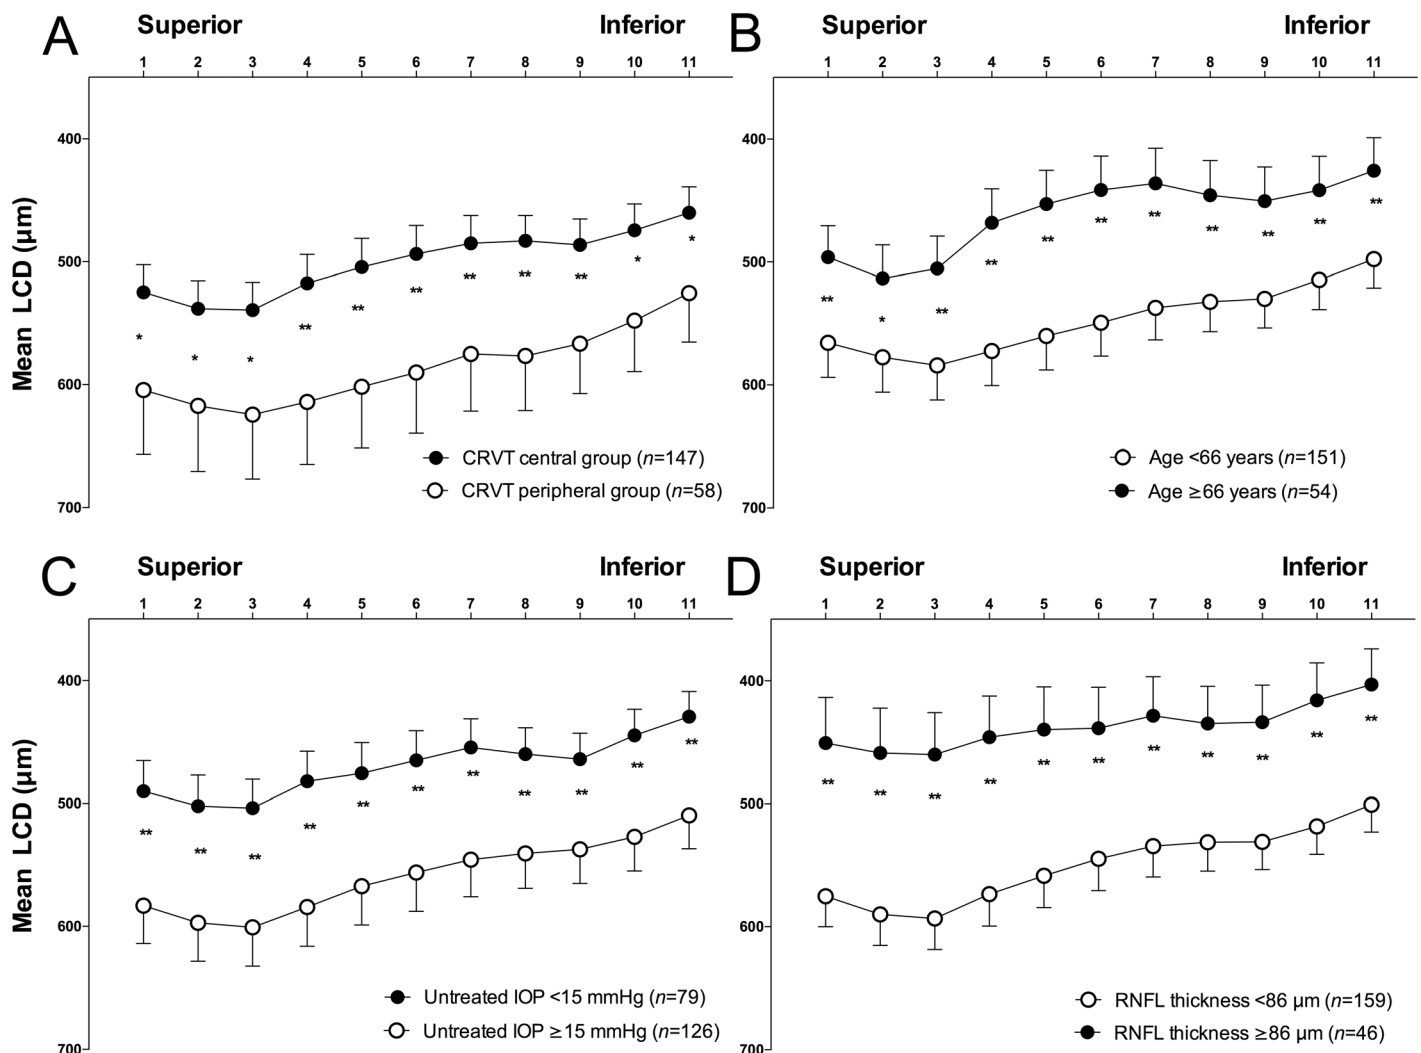 A
Superior
Inferior
1 2 3 4 5 6 7 8 9 10 11
400
500
600
700
Mean LCD (μm)
* * * ** ** ** ** ** ** * *
CRVT central group (n=147)
CRVT peripheral group (n=58)
B
Superior
Inferior
1 2 3 4 5 6 7 8 9 10 11
400
500
600
700
** * ** ** ** ** ** ** ** ** **
Age <66 years (n=151)
Age ≥66 years (n=54)
C
Superior
Inferior
1 2 3 4 5 6 7 8 9 10 11
400
500
600
700
Mean LCD (μm)
** ** ** ** ** ** ** ** ** ** **
Untreated IOP <15 mmHg (n=79)
Untreated IOP ≥15 mmHg (n=126)
D
Superior
Inferior
1 2 3 4 5 6 7 8 9 10 11
400
500
600
700
** ** ** ** ** ** ** ** ** ** **
RNFL thickness <86 μm (n=159)
RNFL thickness ≥86 μm (n=46)